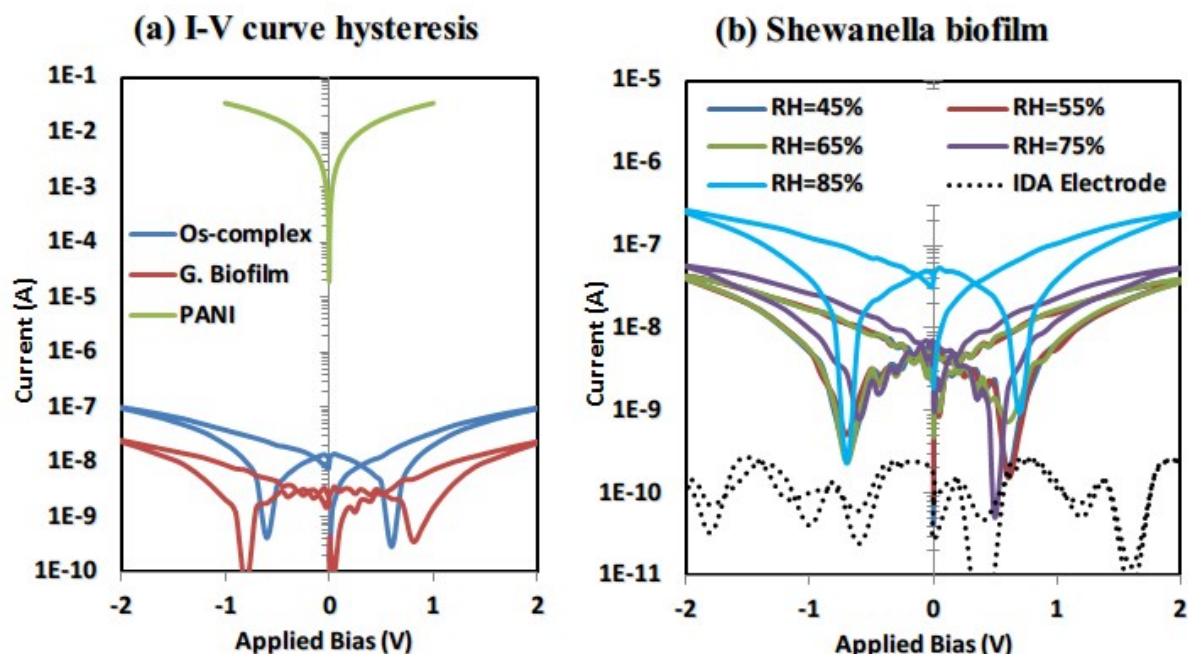 (a) I-V curve hysteresis
1E-1
1E-2
1E-3
1E-4
1E-5
1E-6
1E-7
1E-8
1E-9
1E-10
Current (A)
Os-complex
G. Biofilm
PANI
-2 -1 0 1 2
Applied Bias (V)
(b) Shewanella biofilm
1E-5
1E-6
1E-7
1E-8
1E-9
1E-10
1E-11
Current (A)
RH=45% RH=55%
RH=65% RH=75%
RH=85% IDA Electrode
-2 -1 0 1 2
Applied Bias (V)